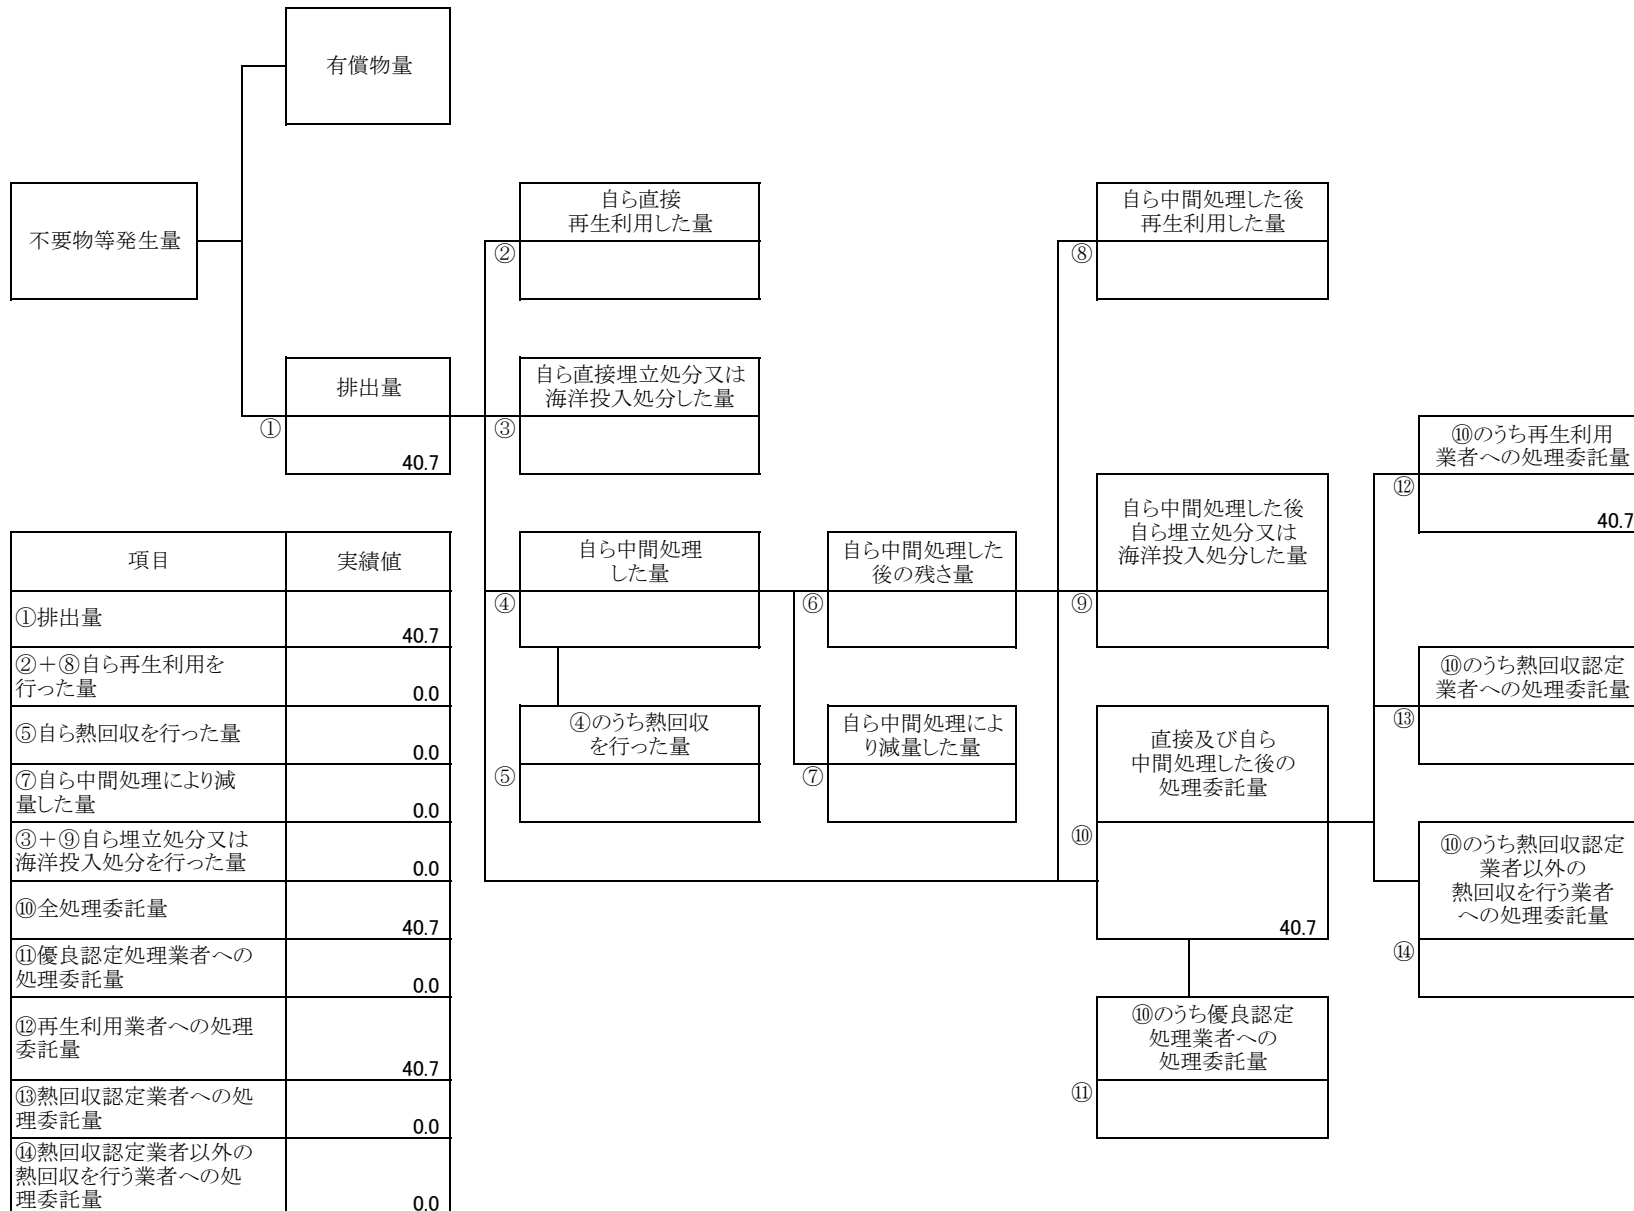 有償物量
不要物等発生量
排出量
①
40.7
自ら直接
再生利用した量
②
自ら直接埋立処分又は
海洋投入処分した量
③
自ら中間処理
した量
④
④のうち熱回収
を行った量
⑤
自ら中間処理した
後の残さ量
⑥
自ら中間処理によ
り減量した量
⑦
自ら中間処理した後
再生利用した量
⑧
自ら中間処理した後
自ら埋立処分又は
海洋投入処分した量
⑨
直接及び自ら
中間処理した後の
処理委託量
⑩
40.7
⑩のうち優良認定
処理業者への
処理委託量
⑪
⑩のうち再生利用
業者への処理委託量
⑫
40.7
⑩のうち熱回収認定
業者への処理委託量
⑬
⑩のうち熱回収認定
業者以外の
熱回収を行う業者
への処理委託量
⑭
項目 実績値
①排出量
40.7
②+⑧自ら再生利用を
行った量
0.0
⑤自ら熱回収を行った量
0.0
⑦自ら中間処理により減
量した量
0.0
③+⑨自ら埋立処分又は
海洋投入処分を行った量
0.0
⑩全処理委託量
40.7
⑪優良認定処理業者への
処理委託量
0.0
⑫再生利用業者への処理
委託量
40.7
⑬熱回収認定業者への処
理委託量
0.0
⑭熱回収認定業者以外の
熱回収を行う業者への処
理委託量
0.0